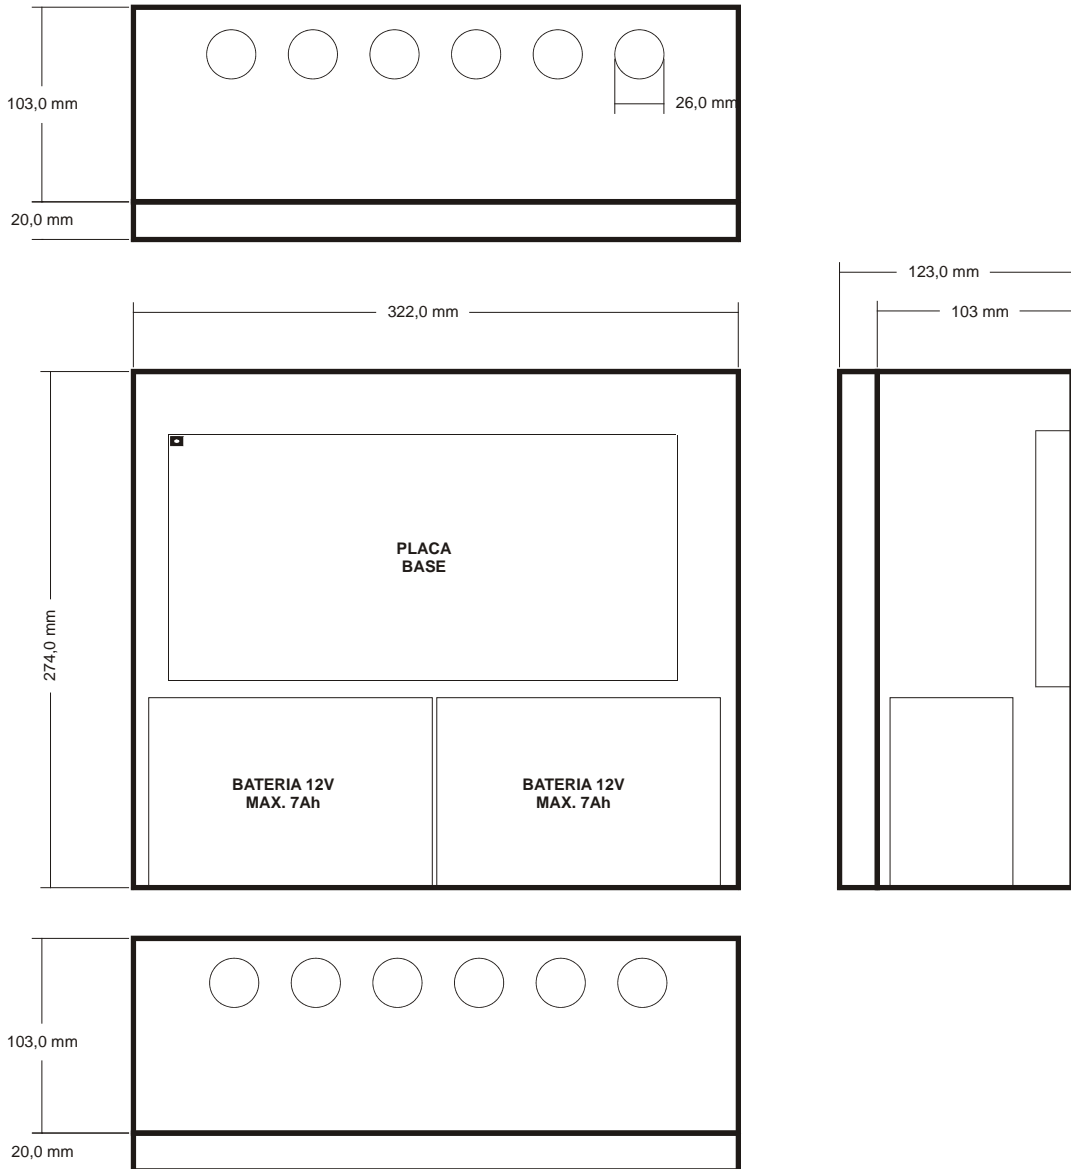 103,0 mm
26,0 mm
20,0 mm
123,0 mm
322,0 mm
103 mm
274,0 mm
PLACA
BASE
BATERIA 12V
MAX. 7Ah
BATERIA 12V
MAX. 7Ah
103,0 mm
20,0 mm